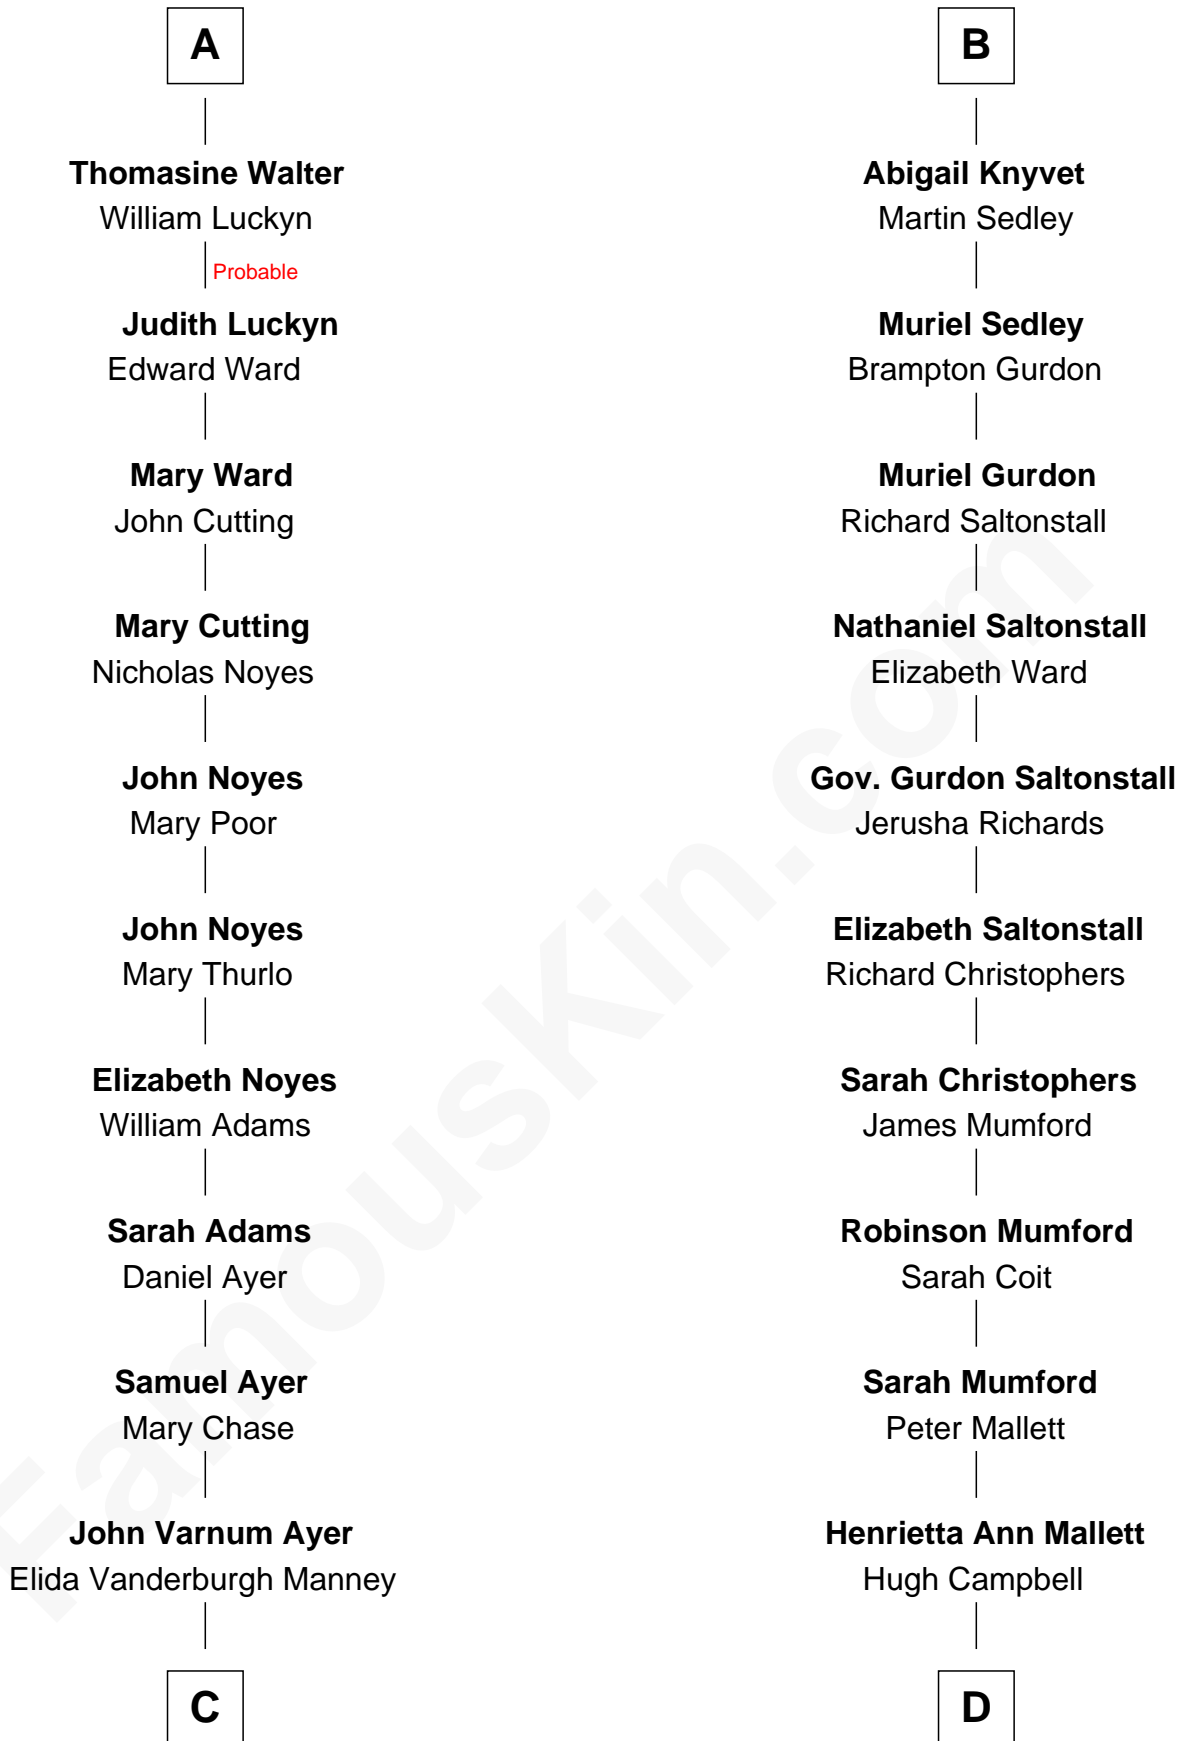 A
Thomasine Walter
William Luckyn
Probable
Judith Luckyn
Edward Ward
Mary Ward
John Cutting
Mary Cutting
Nicholas Noyes
John Noyes
Mary Poor
John Noyes
Mary Thurlo
Elizabeth Noyes
William Adams
Sarah Adams
Daniel Ayer
Samuel Ayer
Mary Chase
John Varnum Ayer
Elida Vanderburgh Manney
C
B
Abigail Knyvet
Martin Sedley
Muriel Sedley
Brampton Gurdon
Muriel Gurdon
Richard Saltonstall
Nathaniel Saltonstall
Elizabeth Ward
Gov. Gurdon Saltonstall
Jerusha Richards
Elizabeth Saltonstall
Richard Christophers
Sarah Christophers
James Mumford
Robinson Mumford
Sarah Coit
Sarah Mumford
Peter Mallett
Henrietta Ann Mallett
Hugh Campbell
D
FamousKin.com